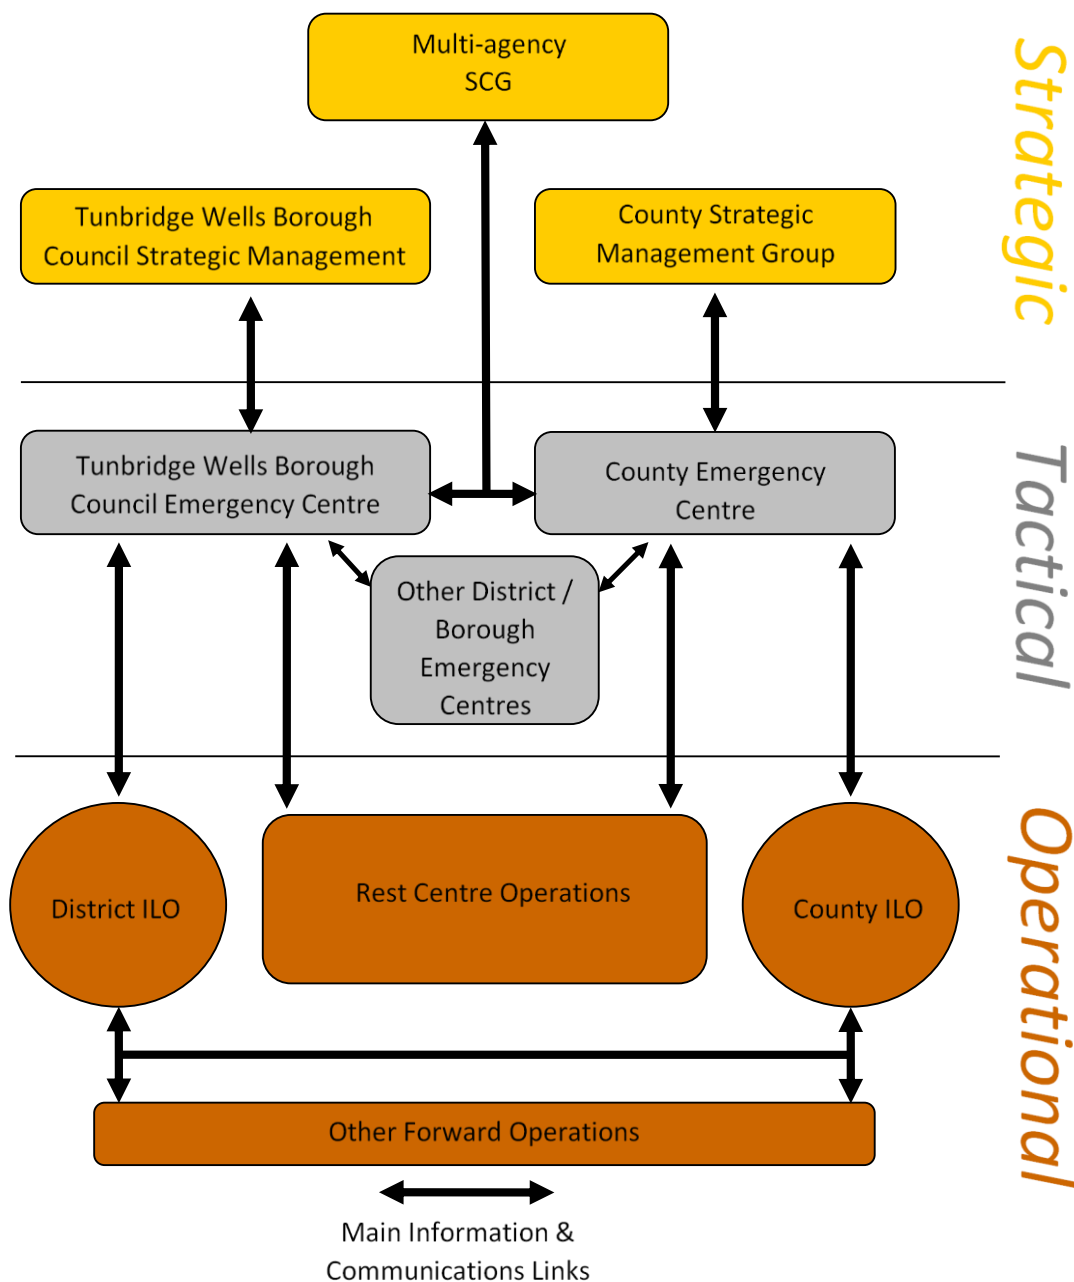 Multi-agency
SCG
Strategic
Tunbridge Wells Borough
Council Strategic Management
County Strategic
Management Group
Tunbridge Wells Borough
Council Emergency Centre
County Emergency
Centre
Tactical
Other District /
Borough
Emergency
Centres
District ILO
Rest Centre Operations
County ILO
Operational
Other Forward Operations
Main Information &
Communications Links